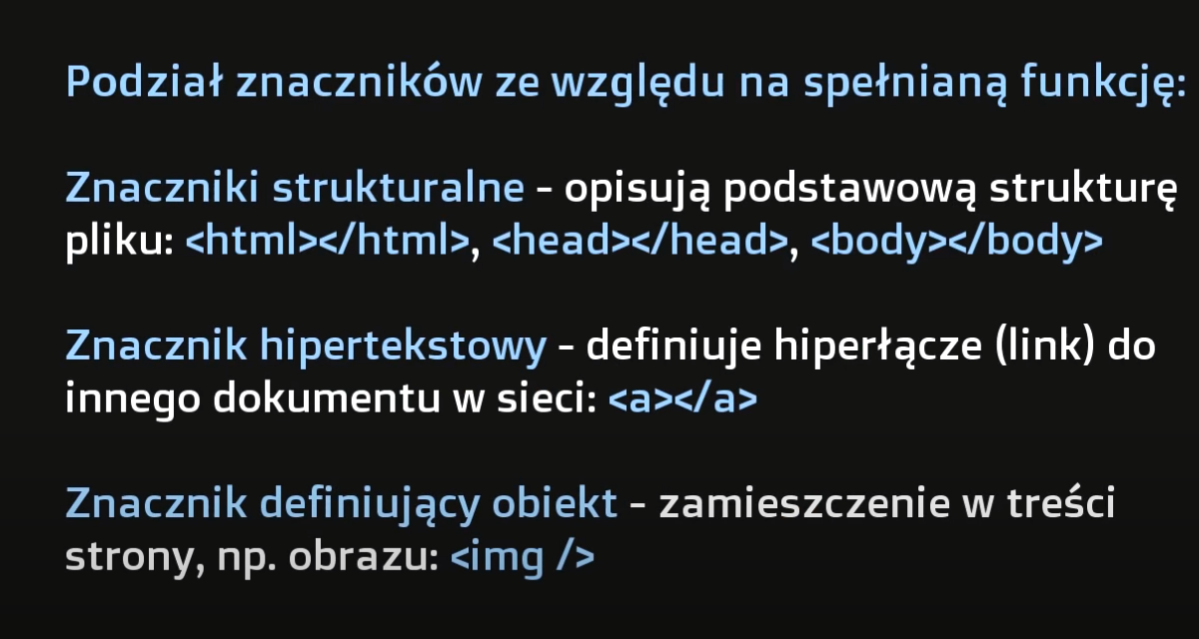 Podział znaczników ze względu na spełnianą funkcję:
Znaczniki strukturalne - opisują podstawową strukturę
pliku: <html></html>, <head></head>, <body></body>
Znacznik hipertekstowy - definiuje hiperłącze (link) do
innego dokumentu w sieci: <a></a>
Znacznik definiujący obiekt - zamieszczenie w treści
strony, np. obrazu: <img />